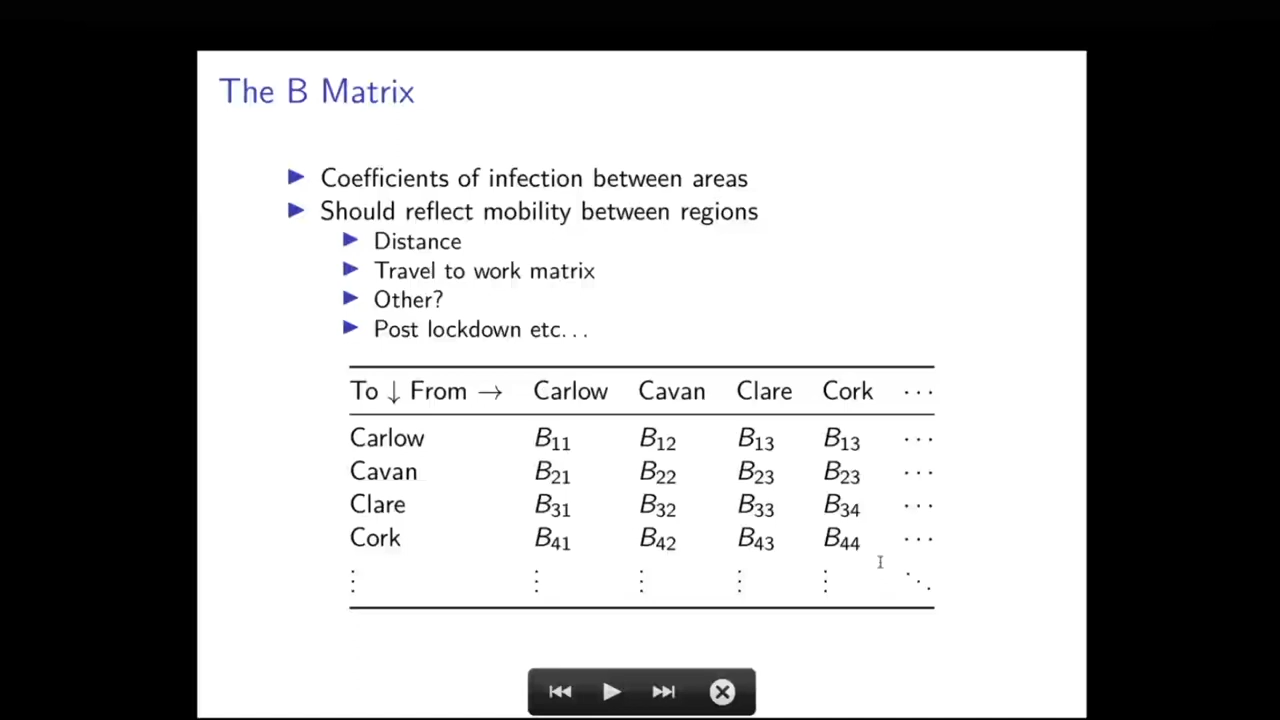 The B Matrix
▶ Coefficients of infection between areas
▶ Should reflect mobility between regions
▶ Distance
▶ Travel to work matrix
▶ Other?
▶ Post lockdown etc...
To ↓ From → Carlow Cavan Clare Cork ···
Carlow B11 B12 B13 B13 ···
Cavan B21 B22 B23 B23 ···
Clare B31 B32 B33 B34 ···
Cork B41 B42 B43 B44 ···
⋮ ⋮ ⋮ ⋮ ⋮ ⋱